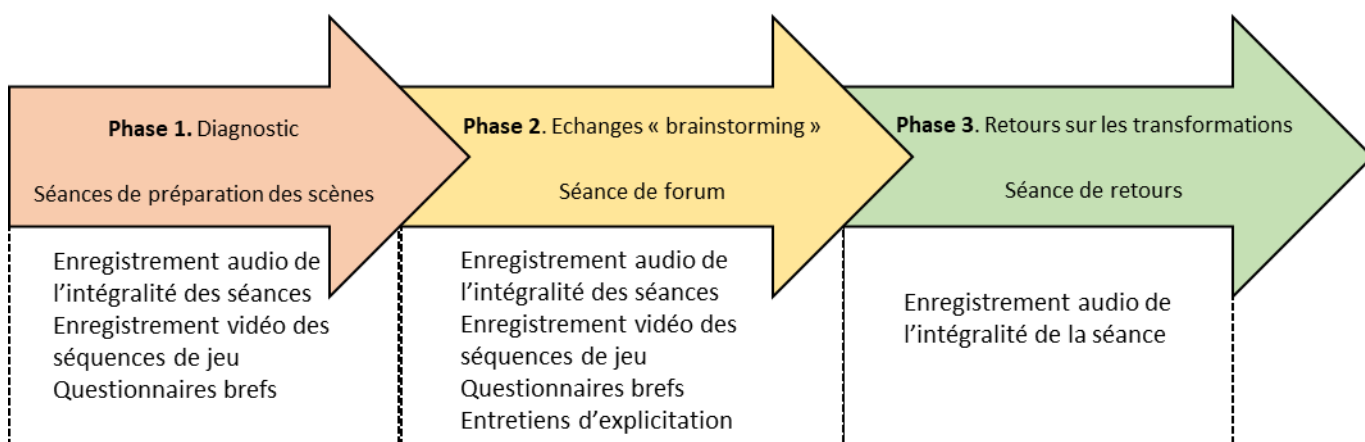 Phase 1. Diagnostic
Séances de préparation des scènes
Phase 2. Echanges « brainstorming »
Séance de forum
Phase 3. Retours sur les transformations
Séance de retours
Enregistrement audio de
l’intégralité des séances
Enregistrement vidéo des
séquences de jeu
Questionnaires brefs
Enregistrement audio de
l’intégralité des séances
Enregistrement vidéo des
séquences de jeu
Questionnaires brefs
Entretiens d’explicitation
Enregistrement audio de
l’intégralité de la séance